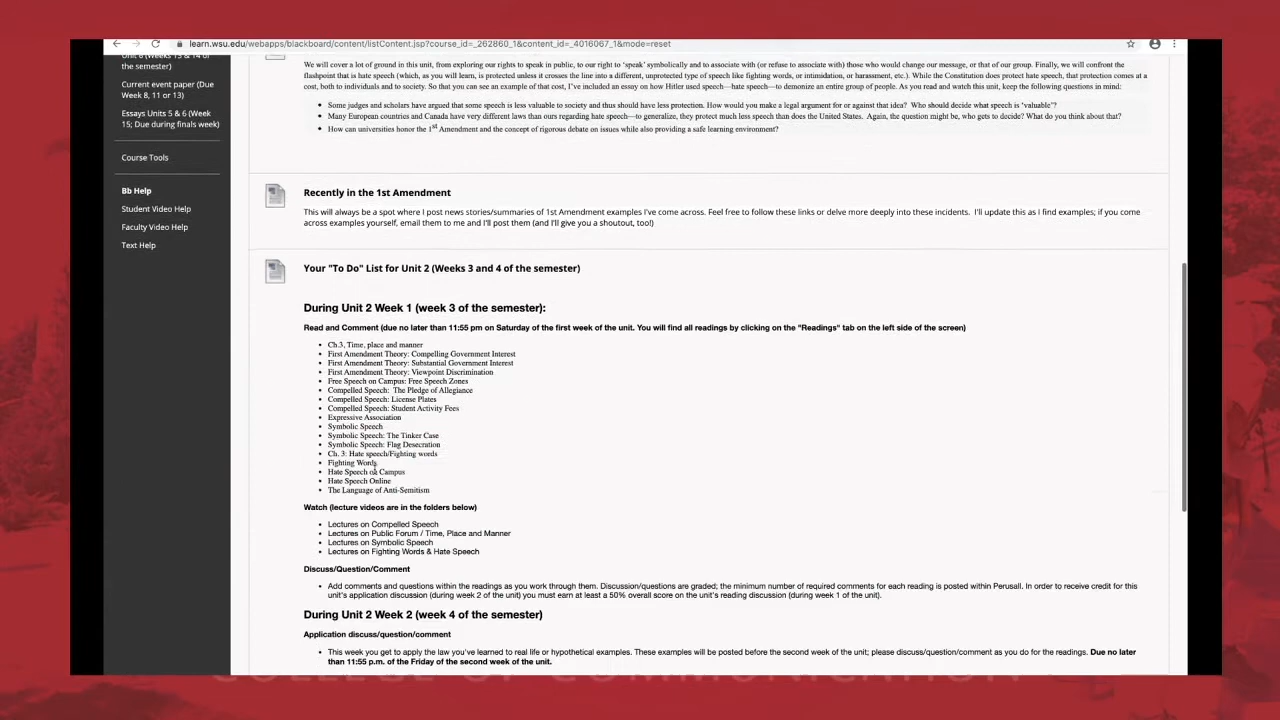 learn.wsu.edu/webapps/blackboard/content/listContent.jsp?course_id=_262860_1&content_id=_4016067_1&mode=reset
Unit 6 (Weeks 13 & 14 of
the semester)
Current event paper (Due
Week 8, 11 or 13)
Essays Units 5 & 6 (Week
15; Due during finals week)
Course Tools
Bb Help
Student Video Help
Faculty Video Help
Text Help
We will cover a lot of ground in this unit, from exploring our rights to speak in public, to our right to ‘speak’ symbolically and to associate with (or refuse to associate with) those who would change our message, or that of our group. Finally, we will confront the
flashpoint that is hate speech (which, as you will learn, is protected unless it crosses the line into a different, unprotected type of speech like fighting words, or intimidation, or harassment, etc.). While the Constitution does protect hate speech, that protection comes at a
cost, both to individuals and to society. So that you can see an example of that cost, I’ve included an essay on how Hitler used speech—hate speech—to demonize an entire group of people. As you read and watch this unit, keep the following questions in mind:
• Some judges and scholars have argued that some speech is less valuable to society and thus should have less protection. How would you make a legal argument for or against that idea? Who should decide what speech is ‘valuable’?
• Many European countries and Canada have very different laws than ours regarding hate speech—to generalize, they protect much less speech than does the United States. Again, the question might be, who gets to decide? What do you think about that?
• How can universities honor the 1st Amendment and the concept of rigorous debate on issues while also providing a safe learning environment?
Recently in the 1st Amendment
This will always be a spot where I post news stories/summaries of 1st Amendment examples I've come across. Feel free to follow these links or delve more deeply into these incidents. I'll update this as I find examples; if you come
across examples yourself, email them to me and I'll post them (and I'll give you a shoutout, too!)
Your "To Do" List for Unit 2 (Weeks 3 and 4 of the semester)
During Unit 2 Week 1 (week 3 of the semester):
Read and Comment (due no later than 11:55 pm on Saturday of the first week of the unit. You will find all readings by clicking on the "Readings" tab on the left side of the screen)
• Ch.3, Time, place and manner
• First Amendment Theory: Compelling Government Interest
• First Amendment Theory: Substantial Government Interest
• First Amendment Theory: Viewpoint Discrimination
• Free Speech on Campus: Free Speech Zones
• Compelled Speech: The Pledge of Allegiance
• Compelled Speech: License Plates
• Compelled Speech: Student Activity Fees
• Expressive Association
• Symbolic Speech
• Symbolic Speech: The Tinker Case
• Symbolic Speech: Flag Desecration
• Ch. 3: Hate speech/Fighting words
• Fighting Words
• Hate Speech on Campus
• Hate Speech Online
• The Language of Anti-Semitism
Watch (lecture videos are in the folders below)
• Lectures on Compelled Speech
• Lectures on Public Forum / Time, Place and Manner
• Lectures on Symbolic Speech
• Lectures on Fighting Words & Hate Speech
Discuss/Question/Comment
• Add comments and questions within the readings as you work through them. Discussion/questions are graded; the minimum number of required comments for each reading is posted within Perusall. In order to receive credit for this
unit's application discussion (during week 2 of the unit) you must earn at least a 50% overall score on the unit's reading discussion (during week 1 of the unit).
During Unit 2 Week 2 (week 4 of the semester)
Application discuss/question/comment
• This week you get to apply the law you've learned to real life or hypothetical examples. These examples will be posted before the second week of the unit; please discuss/question/comment as you do for the readings. Due no later
than 11:55 p.m. of the Friday of the second week of the unit.
COLLEGE OF COMMUNICATION